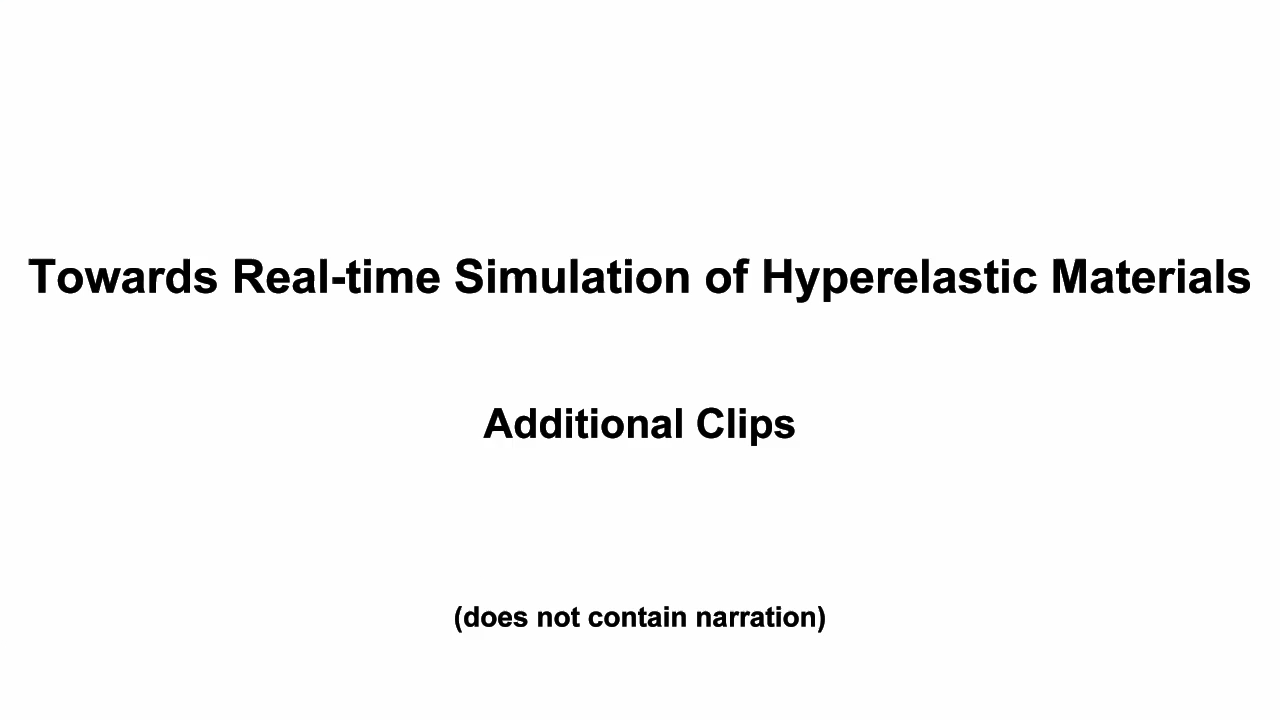 Towards Real-time Simulation of Hyperelastic Materials
Additional Clips
(does not contain narration)